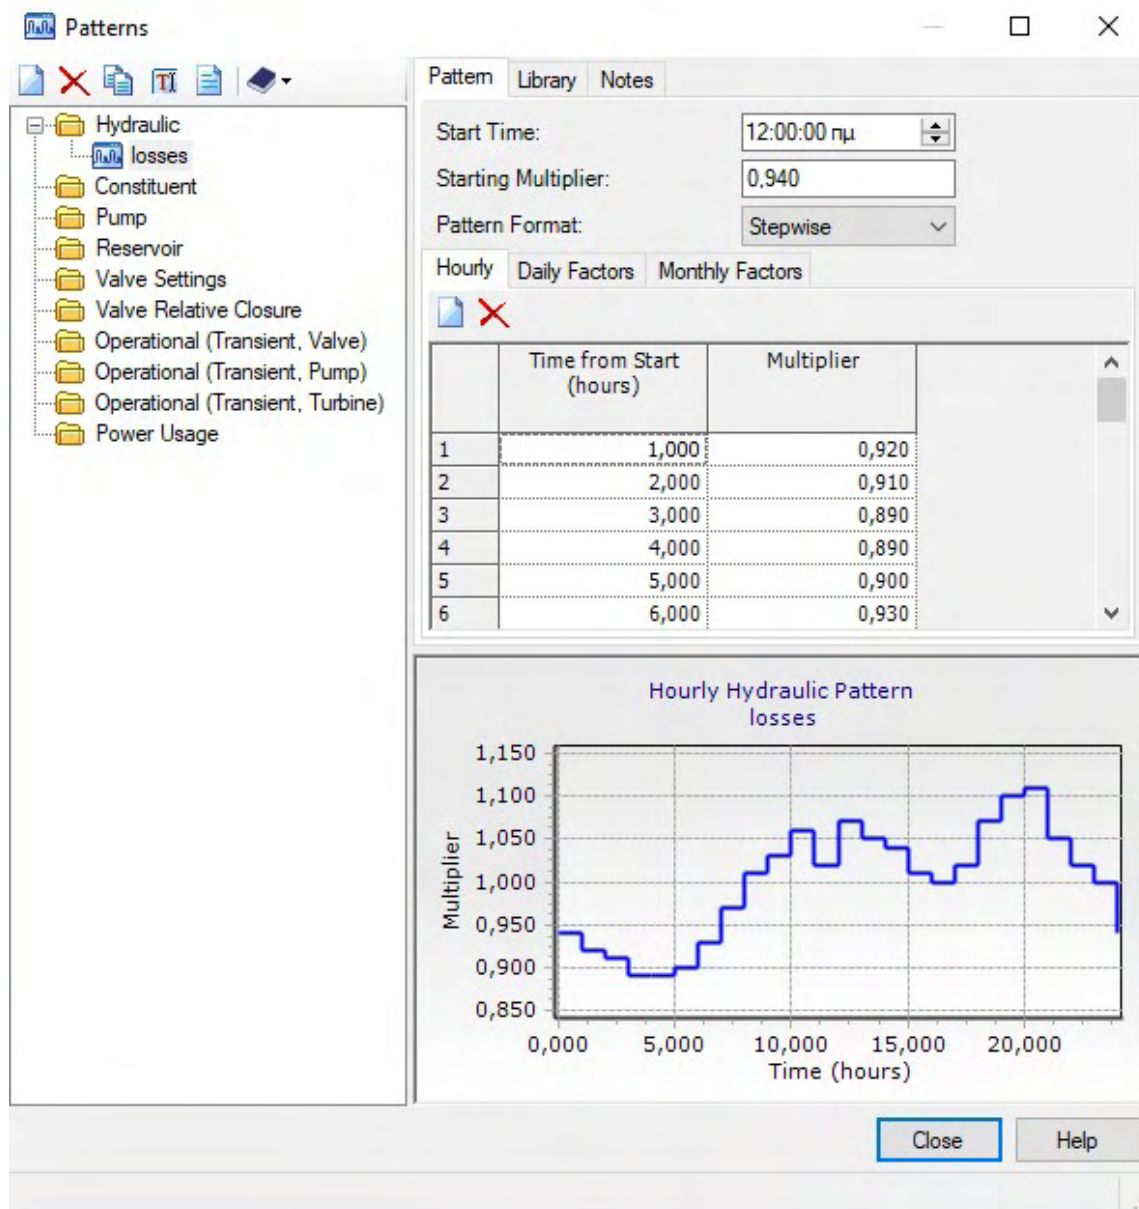 Patterns
Pattern Library Notes
Hydraulic
losses
Constituent
Pump
Reservoir
Valve Settings
Valve Relative Closure
Operational (Transient, Valve)
Operational (Transient, Pump)
Operational (Transient, Turbine)
Power Usage
Start Time: 12:00:00 πμ
Starting Multiplier: 0,940
Pattern Format: Stepwise
Hourly Daily Factors Monthly Factors
Time from Start
(hours)
Multiplier
1 1,000 0,920
2 2,000 0,910
3 3,000 0,890
4 4,000 0,890
5 5,000 0,900
6 6,000 0,930
Hourly Hydraulic Pattern
losses
1,150
1,100
1,050
1,000
0,950
0,900
0,850
Multiplier
0,000 5,000 10,000 15,000 20,000
Time (hours)
Close Help